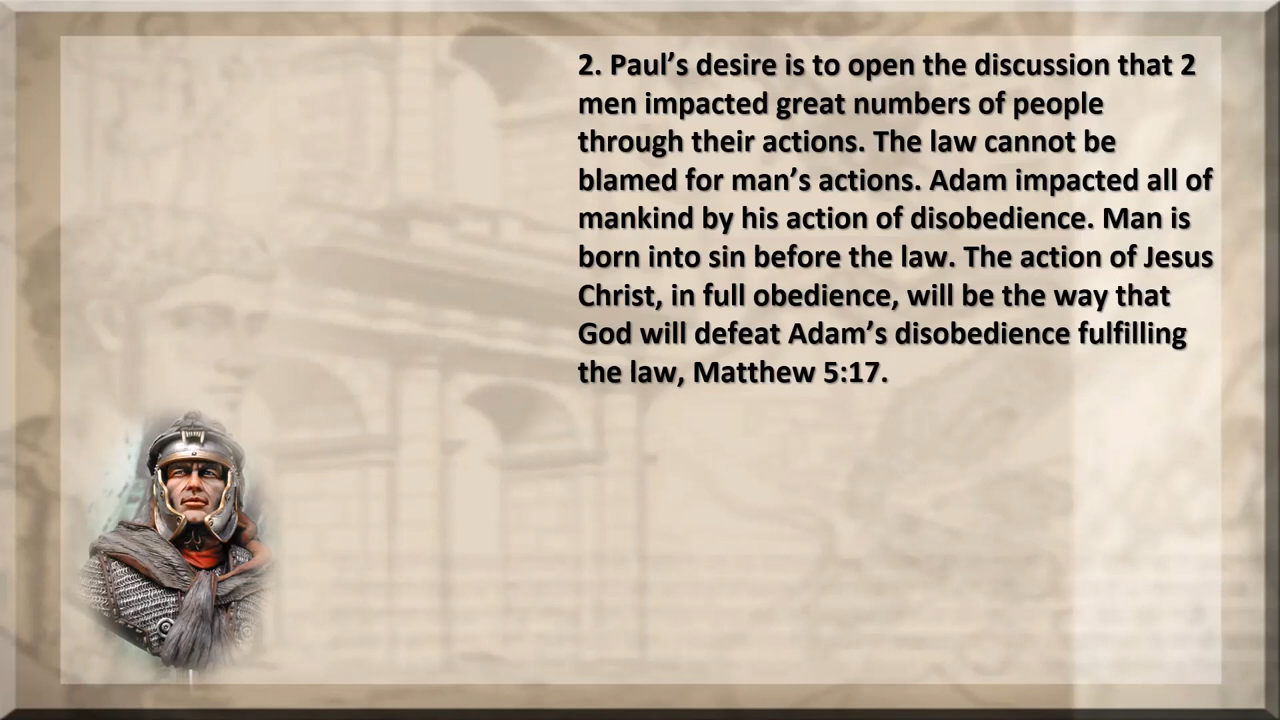 2. Paul’s desire is to open the discussion that 2
men impacted great numbers of people
through their actions. The law cannot be
blamed for man’s actions. Adam impacted all of
mankind by his action of disobedience. Man is
born into sin before the law. The action of Jesus
Christ, in full obedience, will be the way that
God will defeat Adam’s disobedience fulfilling
the law, Matthew 5:17.